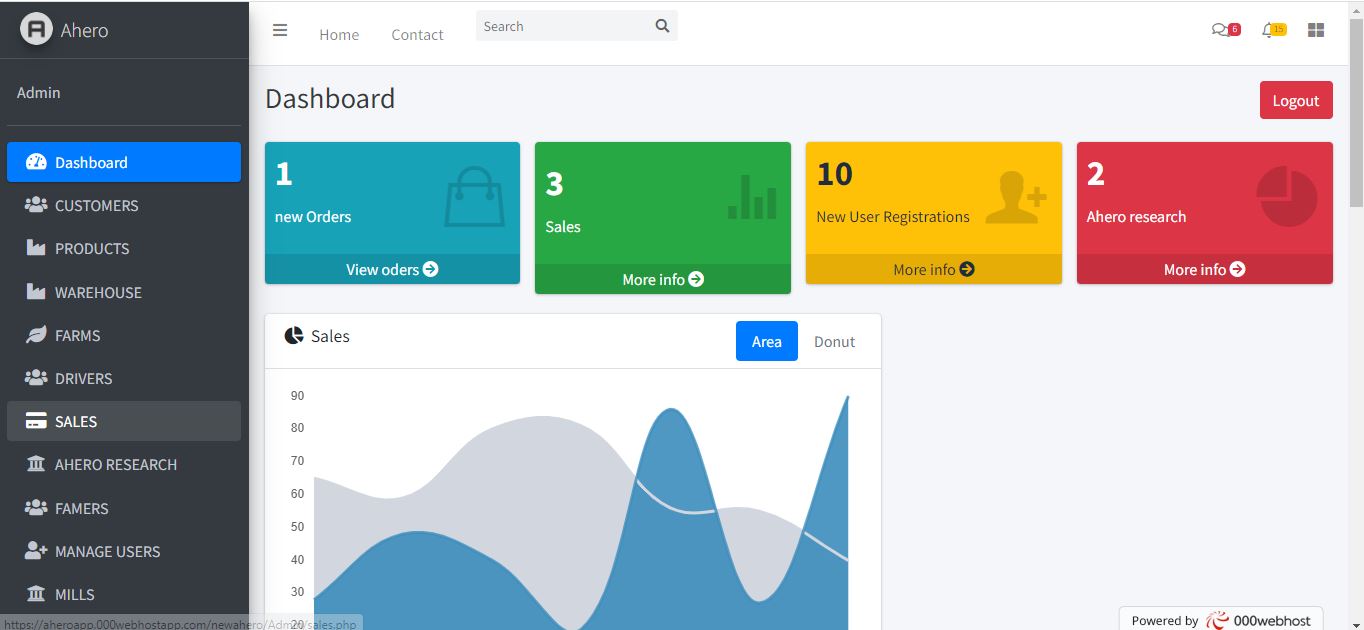 Ahero
Home
Contact
Search
6
15
Admin
Dashboard
Logout
Dashboard
CUSTOMERS
PRODUCTS
WAREHOUSE
FARMS
DRIVERS
SALES
AHERO RESEARCH
FAMERS
MANAGE USERS
MILLS
1
new Orders
View oders
3
Sales
More info
10
New User Registrations
More info
2
Ahero research
More info
Sales
Area
Donut
90
80
70
60
50
40
30
20
https://aheroapp.000webhostapp.com/newahero/Admin/sales.php
Powered by 000webhost